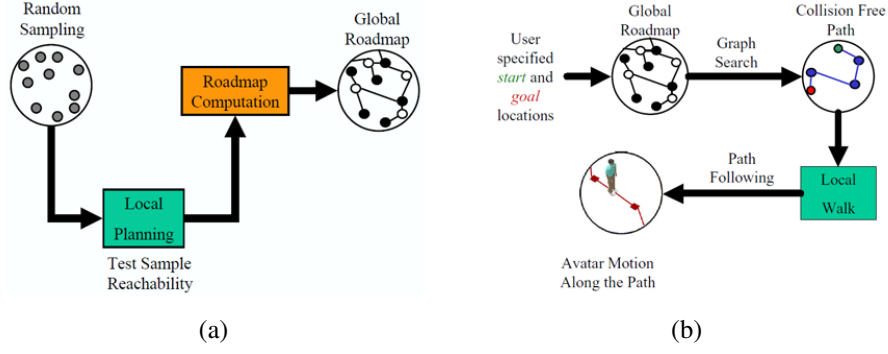 Random
Sampling
Global
Roadmap
Roadmap
Computation
Local
Planning
Test Sample
Reachability
(a)
User
specified
start and
goal
locations
Global
Roadmap
Graph
Search
Collision Free
Path
Local
Walk
Path
Following
Avatar Motion
Along the Path
(b)